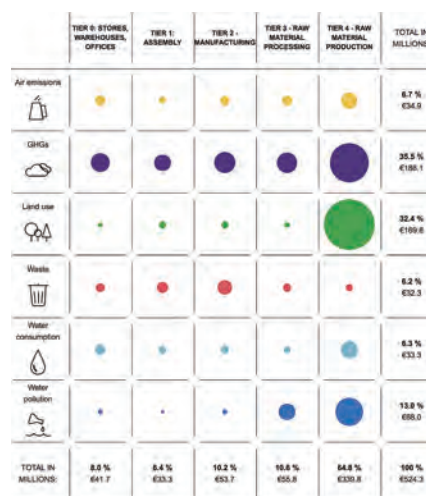 TIER 0: STORES, WAREHOUSES, OFFICES
TIER 1: ASSEMBLY
TIER 2 - MANUFACTURING
TIER 3 - RAW MATERIAL PROCESSING
TIER 4 - RAW MATERIAL PRODUCTION
TOTAL IN MILLIONS:
Air emissions
6.7 %
€34.9
GHGs
35.5 %
€186.1
Land use
32.4 %
€169.8
Waste
6.2 %
€32.3
Water consumption
6.3 %
€33.3
Water pollution
13.0 %
€68.0
TOTAL IN MILLIONS:
8.0 %
€41.7
6.4 %
€33.3
10.2 %
€53.7
10.6 %
€55.8
64.8 %
€339.8
100 %
€524.3